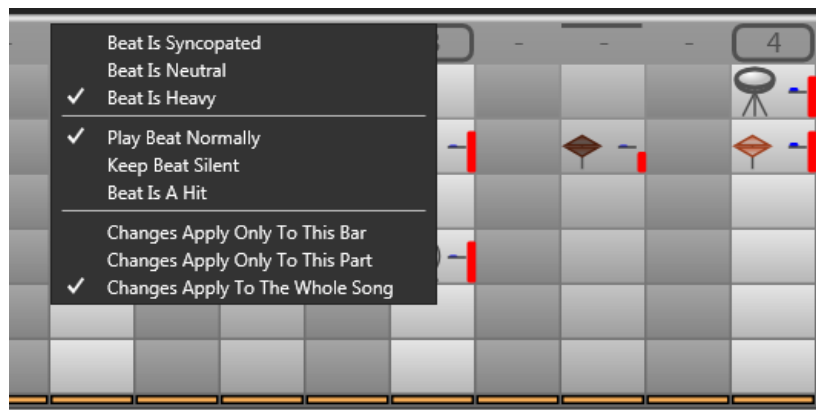 Beat Is Syncopated
Beat Is Neutral
Beat Is Heavy
Play Beat Normally
Keep Beat Silent
Beat Is A Hit
Changes Apply Only To This Bar
Changes Apply Only To This Part
Changes Apply To The Whole Song
- - - - 4